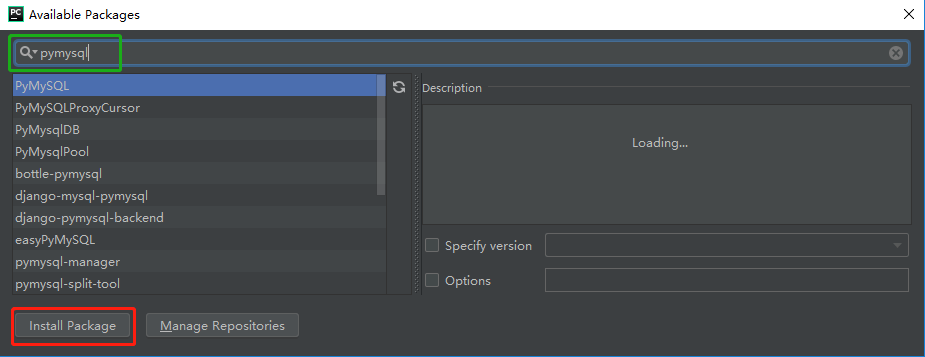 PC Available Packages
pymysql
PyMySQL
PyMySQLProxyCursor
PyMysqlDB
PyMysqlPool
bottle-pymysql
django-mysql-pymysql
django-pymysql-backend
easyPyMySQL
pymysql-manager
pymysql-split-tool
Description
Loading...
Specify version
Options
Install Package
Manage Repositories